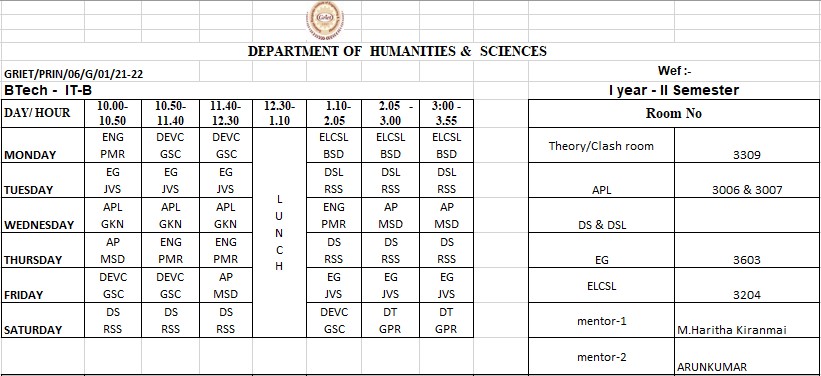 DEPARTMENT OF HUMANITIES & SCIENCES
GRIET/PRIN/06/G/01/21-22 Wef :-
BTech - IT-B I year - II Semester
DAY/ HOUR 10.00-10.50 10.50-11.40 11.40-12.30 12.30-1.10 1.10-2.05 2.05 - 3.00 3:00 - 3.55 Room No
MONDAY ENG PMR DEVC GSC DEVC GSC LUNCH ELCSL BSD ELCSL BSD ELCSL BSD Theory/Clash room 3309
TUESDAY EG JVS EG JVS EG JVS DSL RSS DSL RSS DSL RSS APL 3006 & 3007
WEDNESDAY APL GKN APL GKN APL GKN ENG PMR AP MSD AP MSD DS & DSL
THURSDAY AP MSD ENG PMR ENG PMR DS RSS DS RSS DS RSS EG 3603
FRIDAY DEVC GSC DEVC GSC AP MSD EG JVS EG JVS EG JVS ELCSL 3204
SATURDAY DS RSS DS RSS DS RSS DEVC GSC DT GPR DT GPR mentor-1 M.Haritha Kiranmai
mentor-2 ARUNKUMAR